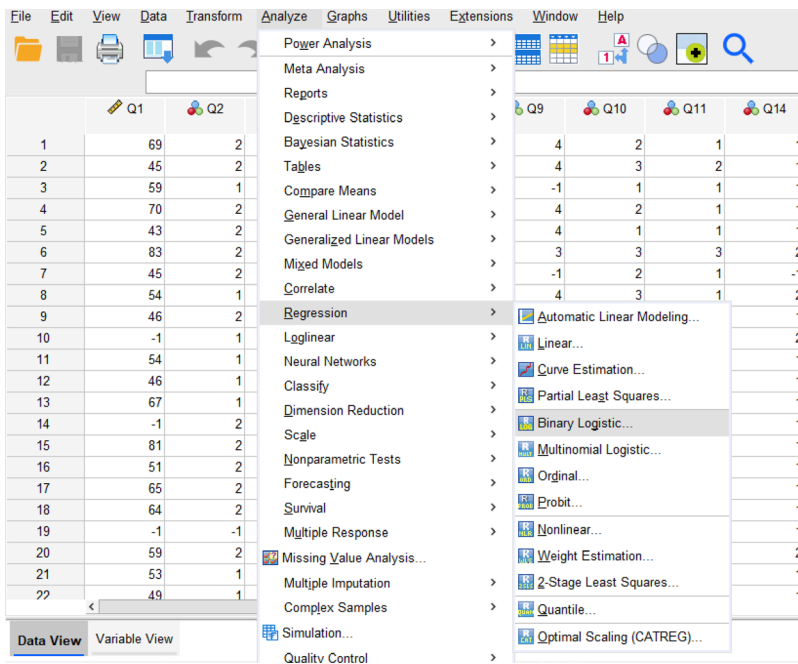 File Edit View Data Transform Analyze Graphs Utilities Extensions Window Help
Power Analysis
Meta Analysis
Reports
Descriptive Statistics
Bayesian Statistics
Tables
Compare Means
General Linear Model
Generalized Linear Models
Mixed Models
Correlate
Regression
Loglinear
Neural Networks
Classify
Dimension Reduction
Scale
Nonparametric Tests
Forecasting
Survival
Multiple Response
Missing Value Analysis...
Multiple Imputation
Complex Samples
Simulation...
Quality Control
Automatic Linear Modeling...
Linear...
Curve Estimation...
Partial Least Squares...
Binary Logistic...
Multinomial Logistic...
Ordinal...
Probit...
Nonlinear...
Weight Estimation...
2-Stage Least Squares...
Quantile...
Optimal Scaling (CATREG)...
Q1 Q2 Q9 Q10 Q11 Q14
1 69 2 4 2 1
2 45 2 4 3 2
3 59 1 -1 1 1
4 70 2 4 2 1
5 43 2 4 1 1
6 83 2 3 3 3
7 45 2 -1 2 1
8 54 1 4 3 1
9 46 2
10 -1 1
11 54 1
12 46 1
13 67 1
14 -1 2
15 81 2
16 51 2
17 65 2
18 64 2
19 -1 -1
20 59 2
21 53 1
22 49 1
Data View Variable View